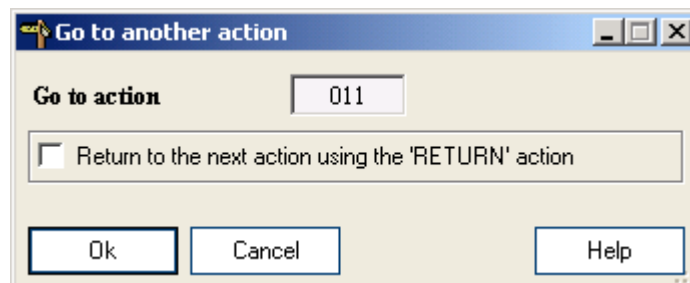 Go to another action
Go to action 011
Return to the next action using the 'RETURN' action
Ok Cancel Help